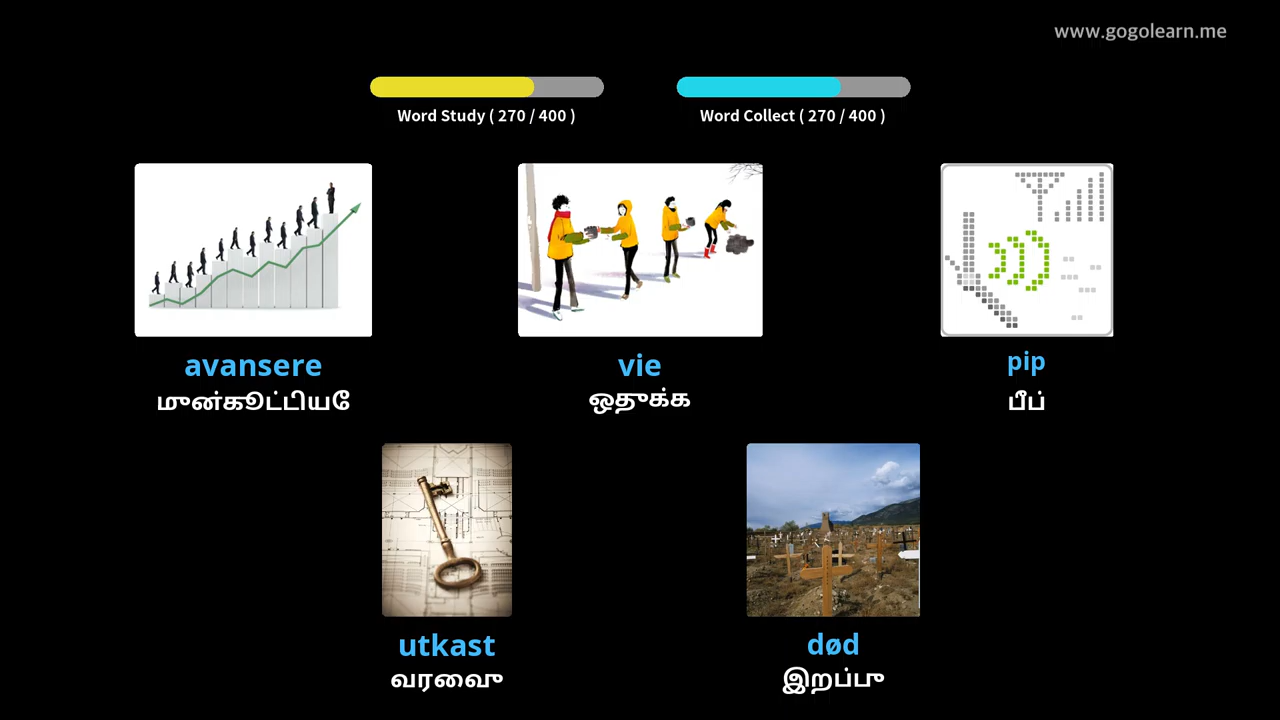 www.gogolearn.me
Word Study ( 270 / 400 )
Word Collect ( 270 / 400 )
avansere
முன்கூட்டியே
vie
ஒதுக்க
pip
பீப்
utkast
வரைவு
død
இறப்பு